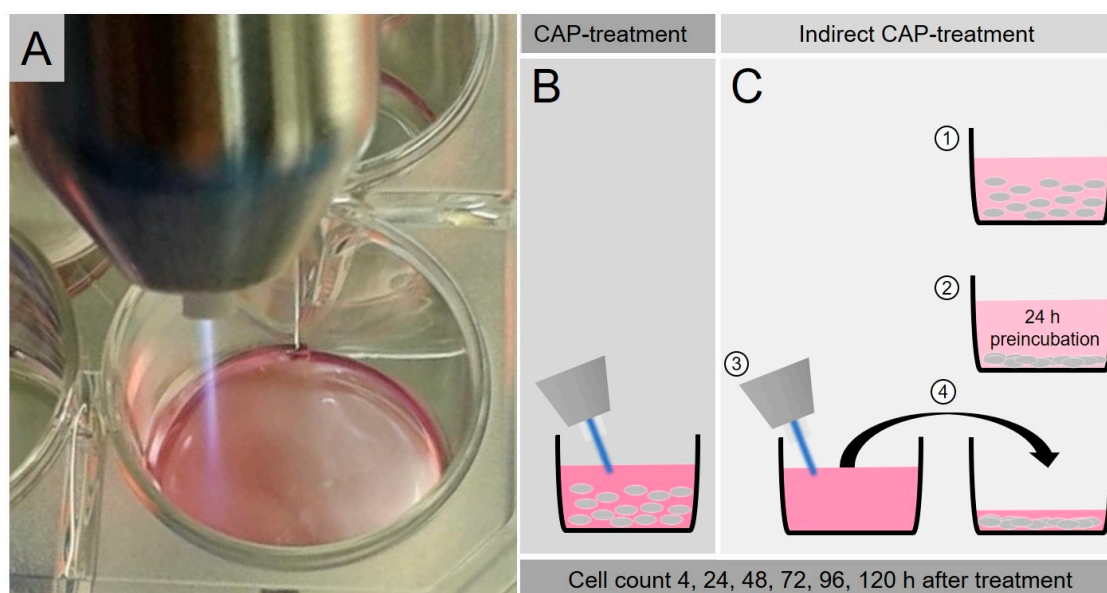 A
CAP-treatment
B
Indirect CAP-treatment
C
1
2
24 h
preincubation
3
4
Cell count 4, 24, 48, 72, 96, 120 h after treatment